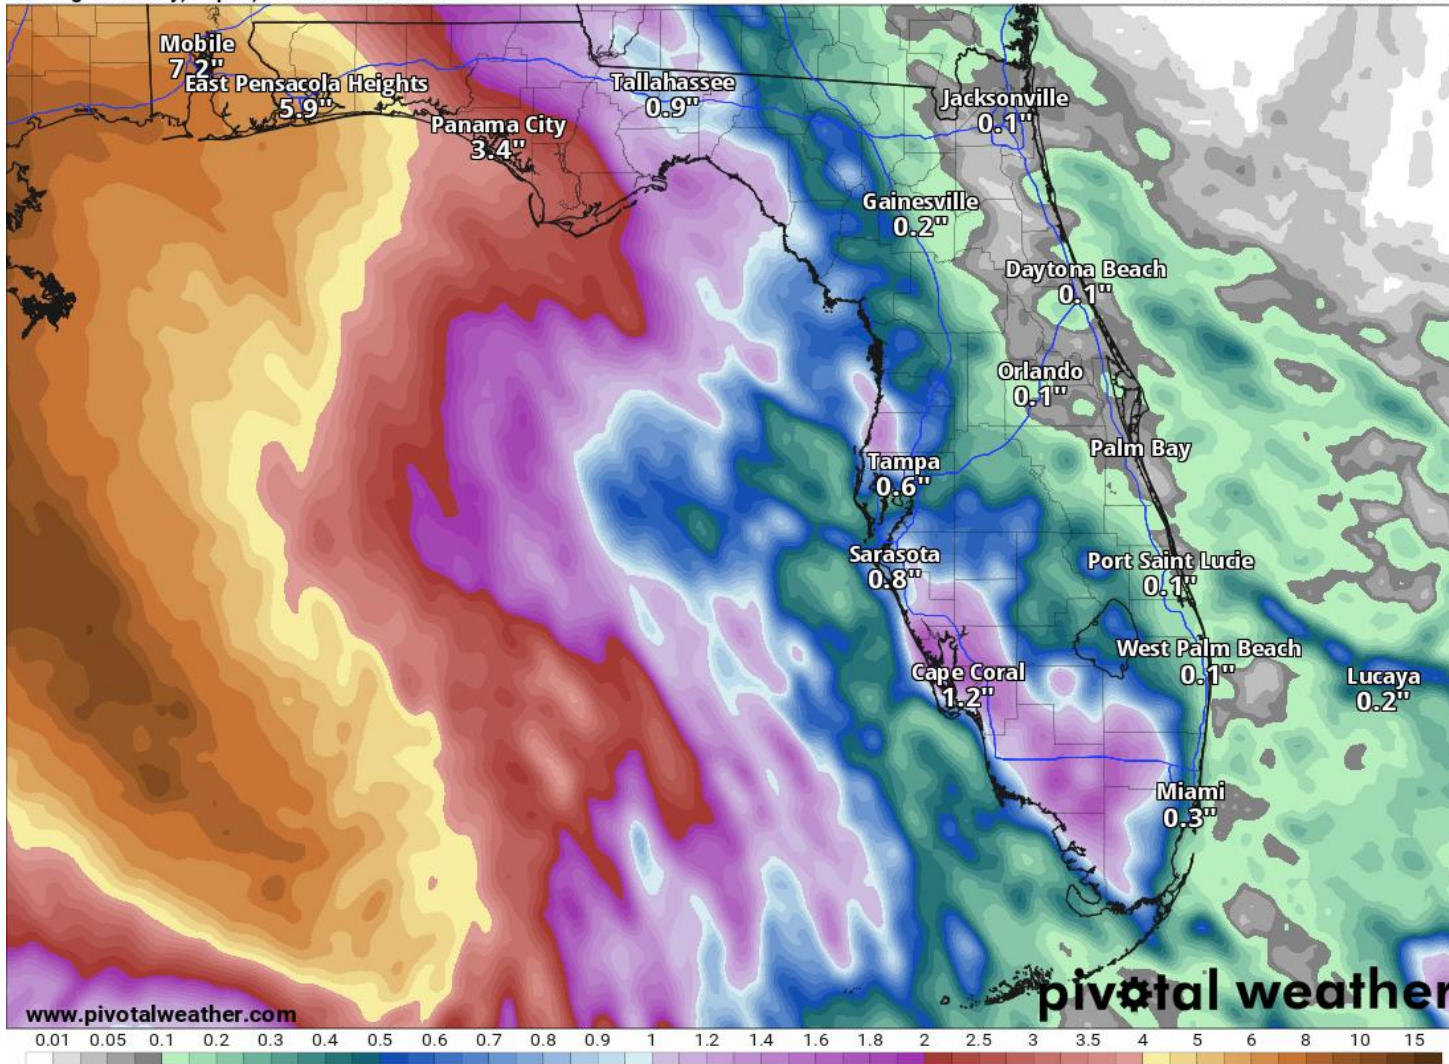 Mobile
7.2"
East Pensacola Heights
5.9"
Panama City
3.4"
Tallahassee
0.9"
Jacksonville
0.1"
Gainesville
0.2"
Daytona Beach
0.1"
Orlando
0.1"
Palm Bay
Tampa
0.6"
Sarasota
0.8"
Port Saint Lucie
0.1"
West Palm Beach
0.1"
Cape Coral
1.2"
Lucaya
0.2"
Miami
0.3"
www.pivotalweather.com
pivotal weather
0.01 0.05 0.1 0.2 0.3 0.4 0.5 0.6 0.7 0.8 0.9 1 1.2 1.4 1.6 1.8 2 2.5 3 3.5 4 5 6 8 10 15